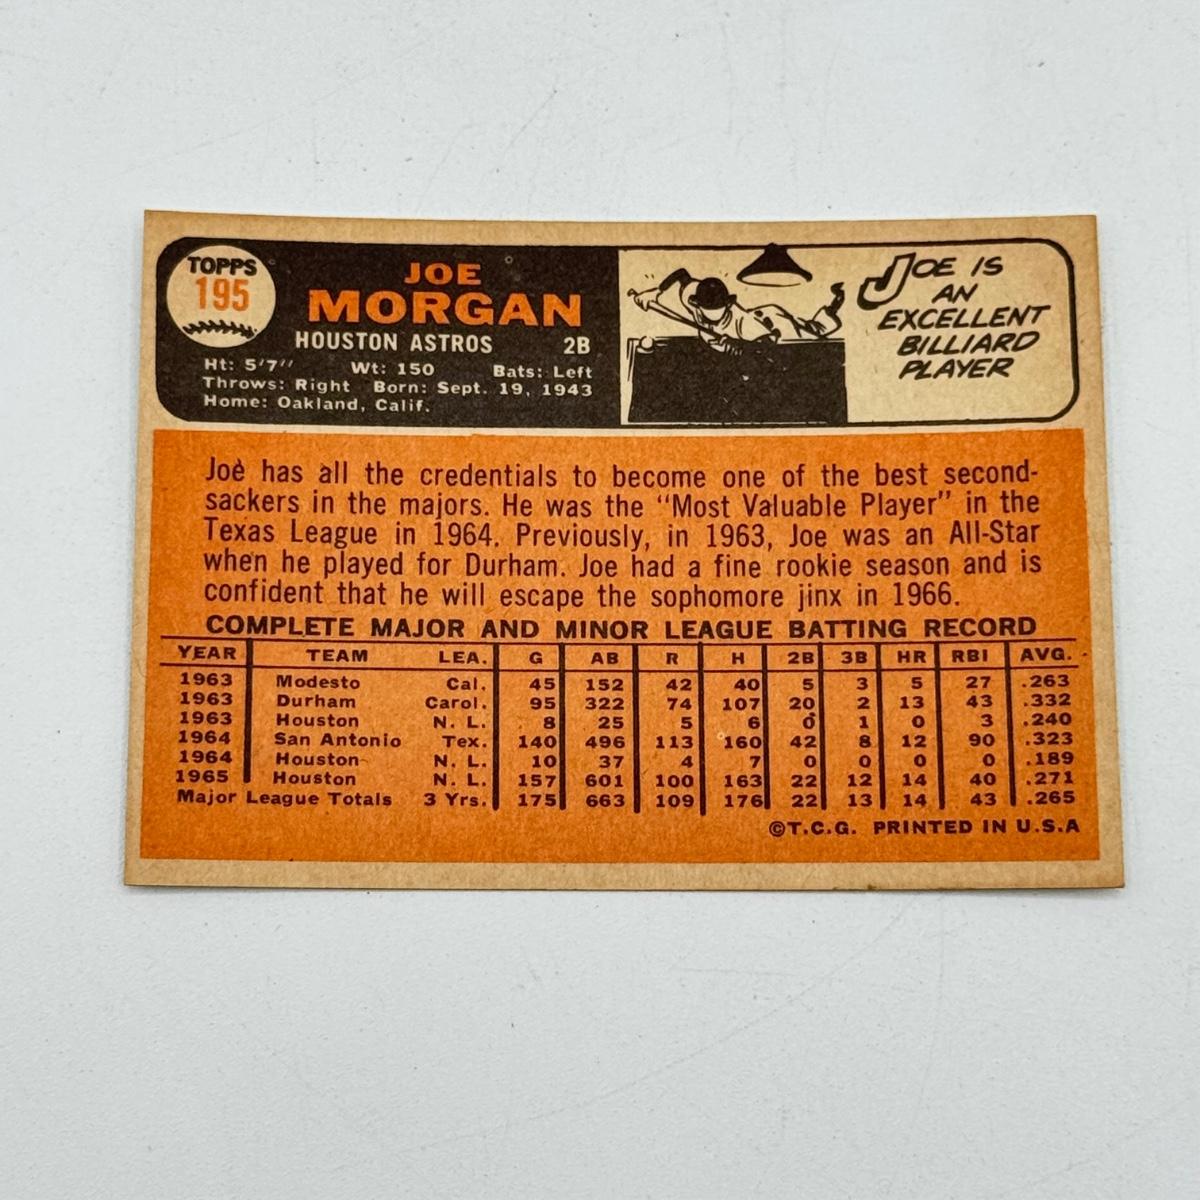 TOPPS
195
JOE
MORGAN
HOUSTON ASTROS 2B
Ht: 5'7" Wt: 150 Bats: Left
Throws: Right Born: Sept. 19, 1943
Home: Oakland, Calif.
JOE IS
AN
EXCELLENT
BILLIARD
PLAYER
Joe has all the credentials to become one of the best second-
sackers in the majors. He was the "Most Valuable Player" in the
Texas League in 1964. Previously, in 1963, Joe was an All-Star
when he played for Durham. Joe had a fine rookie season and is
confident that he will escape the sophomore jinx in 1966.
COMPLETE MAJOR AND MINOR LEAGUE BATTING RECORD
YEAR TEAM LEA. G AB R H 2B 3B HR RBI AVG.
1963 Modesto Cal. 45 152 42 40 5 3 5 27 .263
1963 Durham Carol. 95 322 74 107 20 2 13 43 .332
1963 Houston N. L. 8 25 5 6 0 1 0 3 .240
1964 San Antonio Tex. 140 496 113 160 42 8 12 90 .323
1964 Houston N. L. 10 37 4 7 0 0 0 0 .189
1965 Houston N. L. 157 601 100 163 22 12 14 40 .271
Major League Totals 3 Yrs. 175 663 109 176 22 13 14 43 .265
©T.C.G. PRINTED IN U.S.A